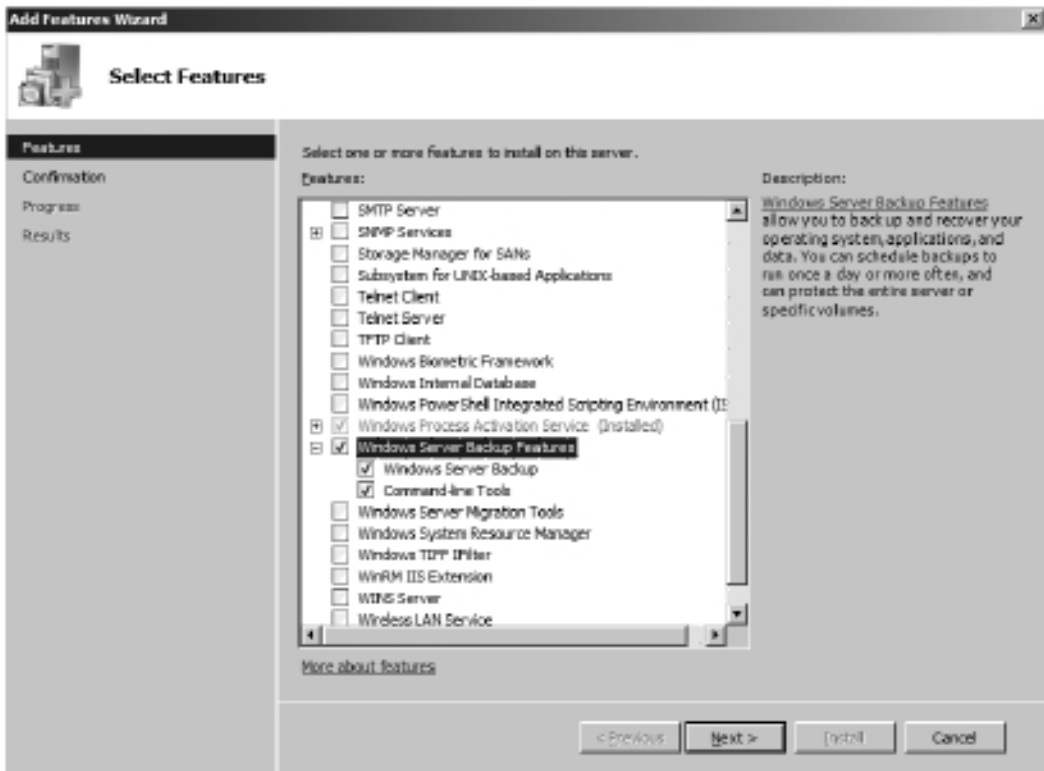 Add Features Wizard
Select Features
Features
Confirmation
Progress
Results
Select one or more features to install on this server.
Features:
SMTP Server
SNMP Services
Storage Manager for SANs
Subsystem for UNIX-based Applications
Telnet Client
Telnet Server
TFTP Client
Windows Biometric Framework
Windows Internal Database
Windows PowerShell Integrated Scripting Environment (IS
Windows Process Activation Service (Installed)
Windows Server Backup Features
Windows Server Backup
Command-line Tools
Windows Server Migration Tools
Windows System Resource Manager
Windows TIFF IFilter
WinRM IIS Extension
WINS Server
Wireless LAN Service
More about features
Description:
Windows Server Backup Features
allow you to back up and recover your
operating system, applications, and
data. You can schedule backups to
run once a day or more often, and
can protect the entire server or
specific volumes.
< Previous
Next >
Install
Cancel